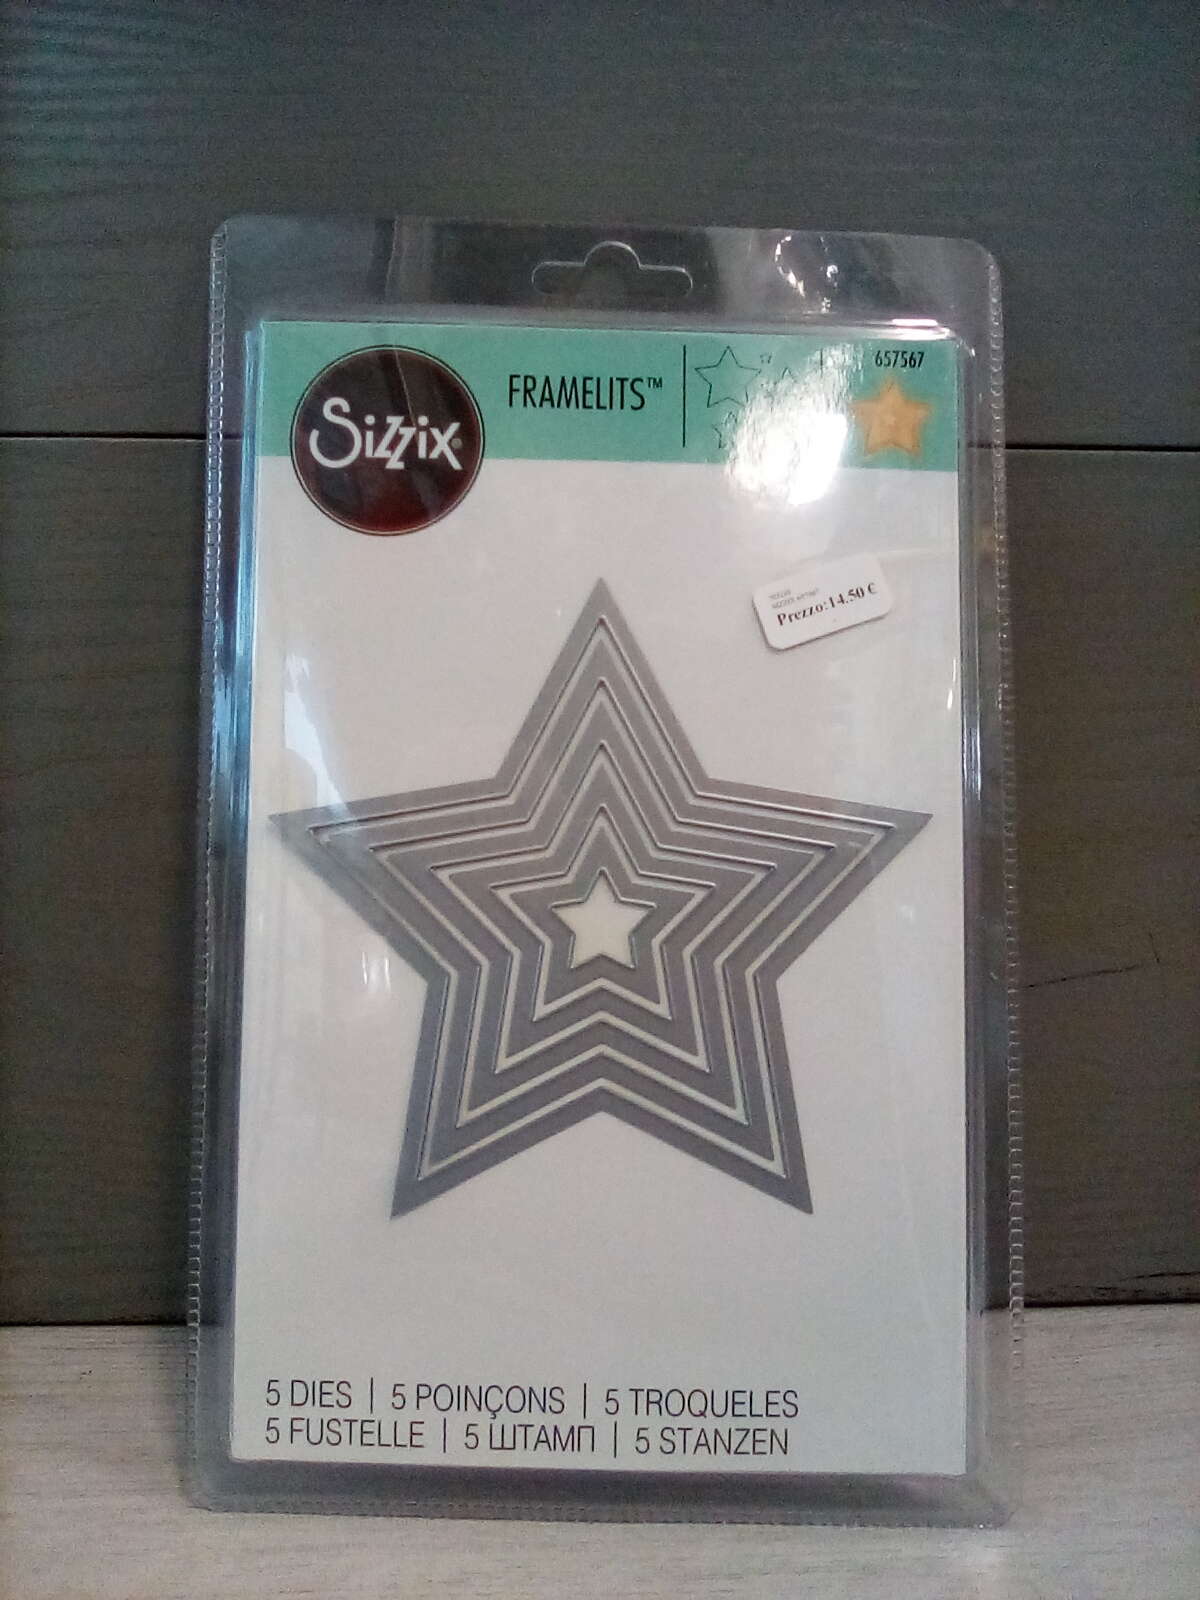 Sizzix
FRAMELITS™
657567
Prezzo:14.50 €
5 DIES | 5 POINÇONS | 5 TROQUELES
5 FUSTELLE | 5 ШТАМП | 5 STANZEN